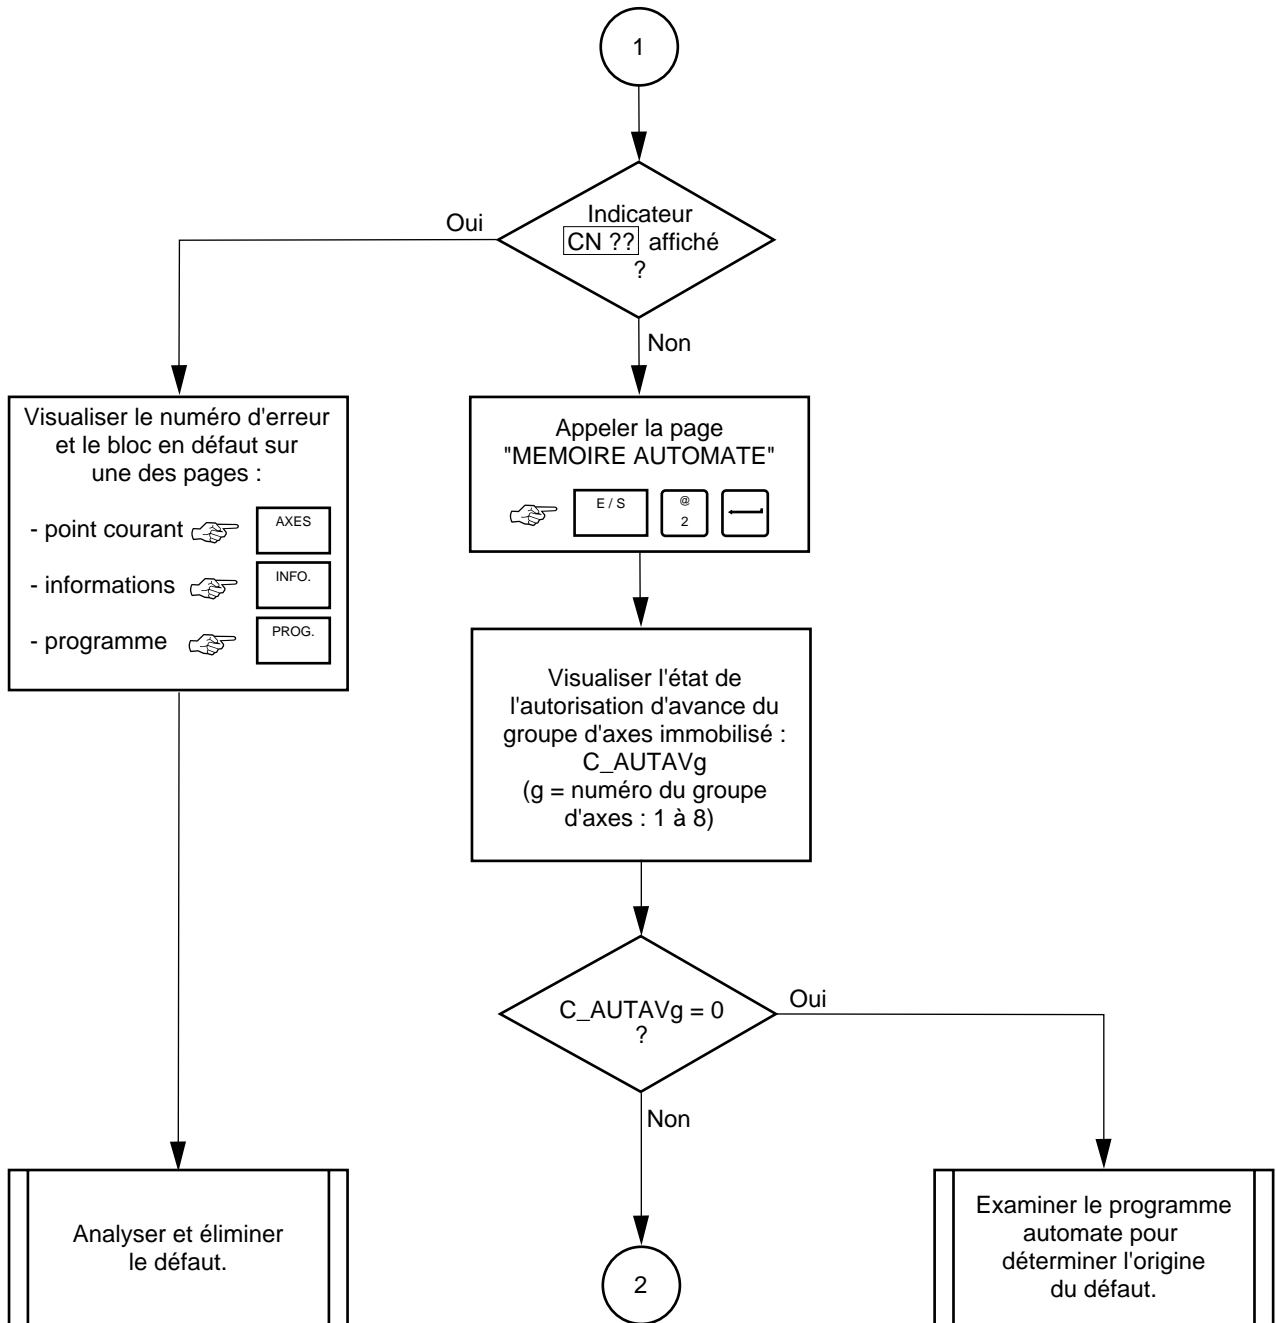 1
Indicateur
CN ?? affiché
?
Oui
Non
Visualiser le numéro d'erreur
et le bloc en défaut sur
une des pages :
- point courant AXES
- informations INFO.
- programme PROG.
Appeler la page
"MEMOIRE AUTOMATE"
E / S @ 2
Visualiser l'état de
l'autorisation d'avance du
groupe d'axes immobilisé :
C_AUTAVg
(g = numéro du groupe
d'axes : 1 à 8)
C_AUTAVg = 0
?
Oui
Non
Analyser et éliminer
le défaut.
2
Examiner le programme
automate pour
déterminer l'origine
du défaut.